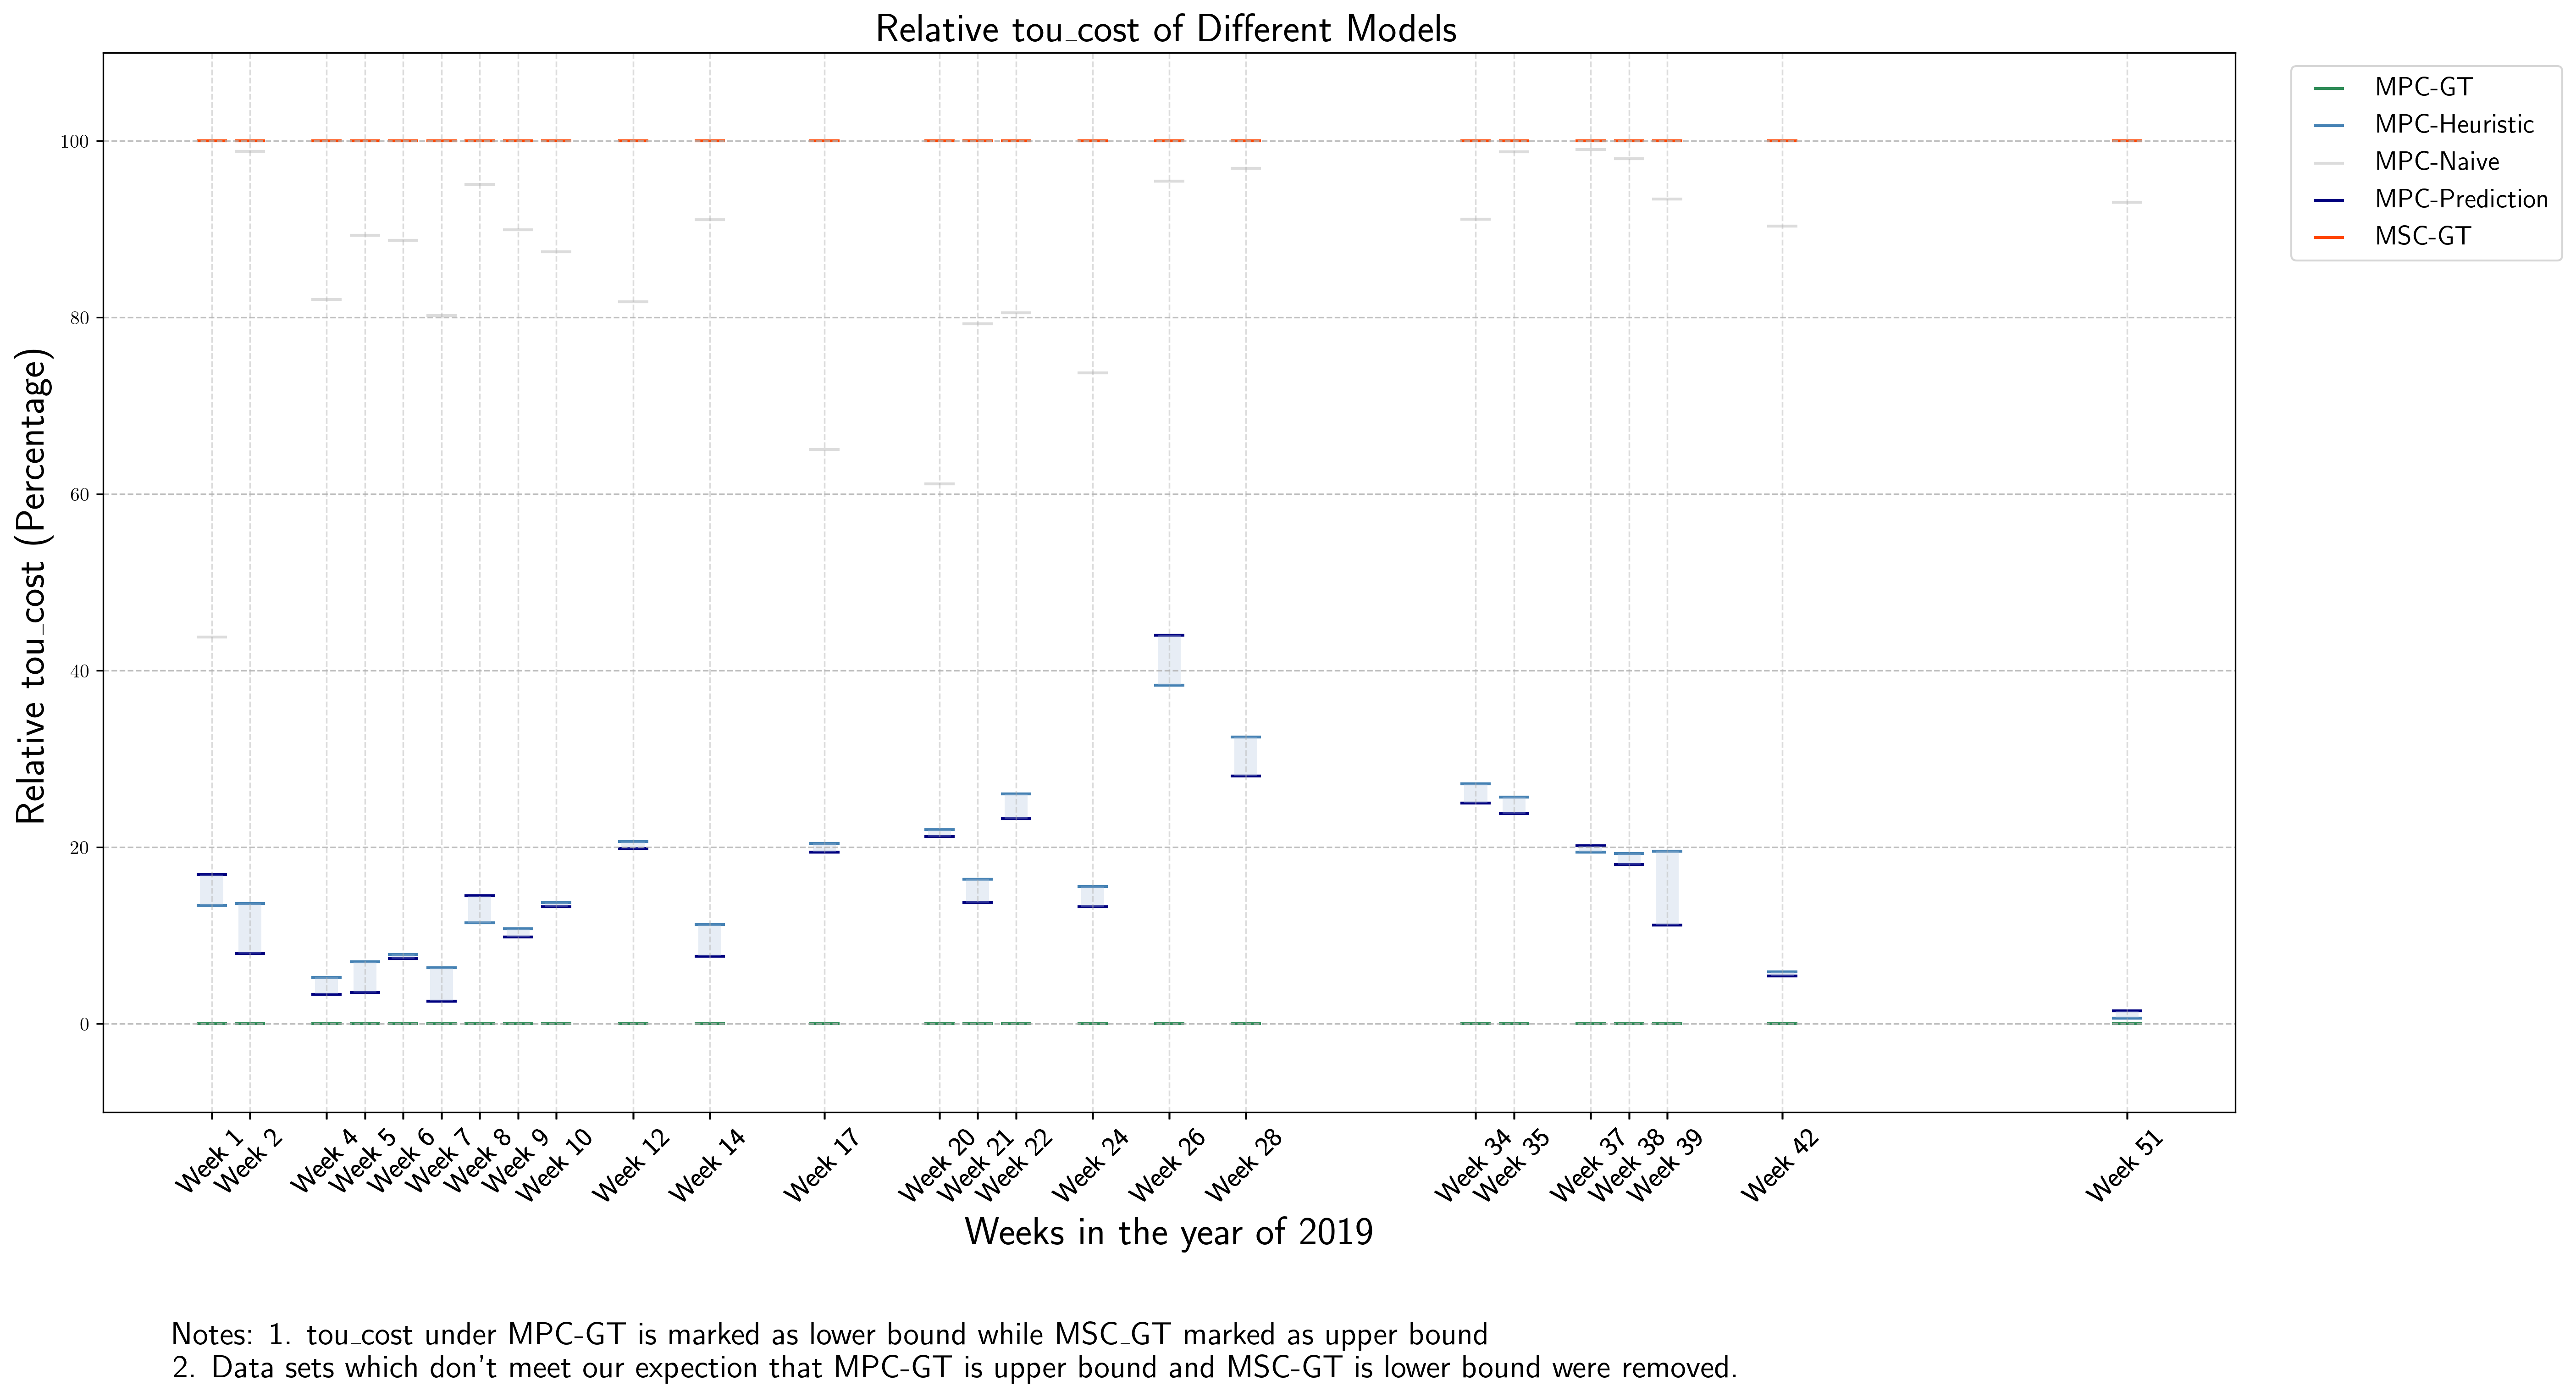 Relative tou_cost of Different Models
MPC-GT
MPC-Heuristic
MPC-Naive
MPC-Prediction
MSC-GT
Relative tou_cost (Percentage)
100
80
60
40
20
0
Week 1
Week 2
Week 4
Week 5
Week 6
Week 7
Week 8
Week 9
Week 10
Week 12
Week 14
Week 17
Week 20
Week 21
Week 22
Week 24
Week 26
Week 28
Week 34
Week 35
Week 37
Week 38
Week 39
Week 42
Week 51
Weeks in the year of 2019
Notes: 1. tou_cost under MPC-GT is marked as lower bound while MSC_GT marked as upper bound
2. Data sets which don't meet our expection that MPC-GT is upper bound and MSC-GT is lower bound were removed.